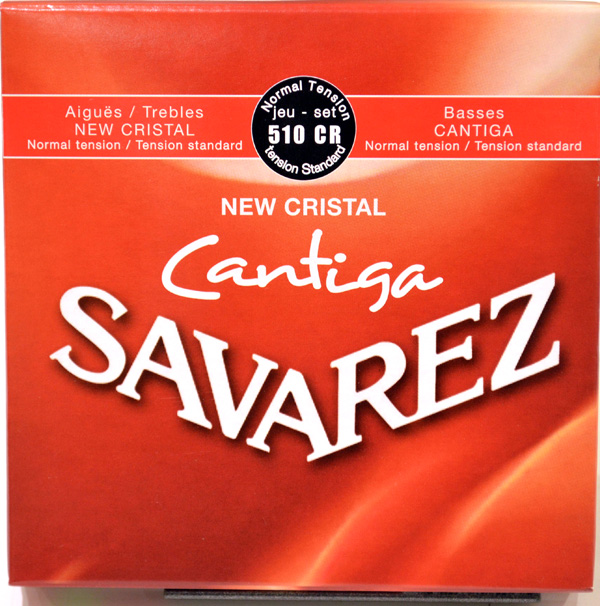 Normal Tension
jeu - set
510 CR
tension Standard
Aiguës / Trebles
NEW CRISTAL
Normal tension / Tension standard
Basses
CANTIGA
Normal tension / Tension standard
NEW CRISTAL
Cantiga
SAVAREZ